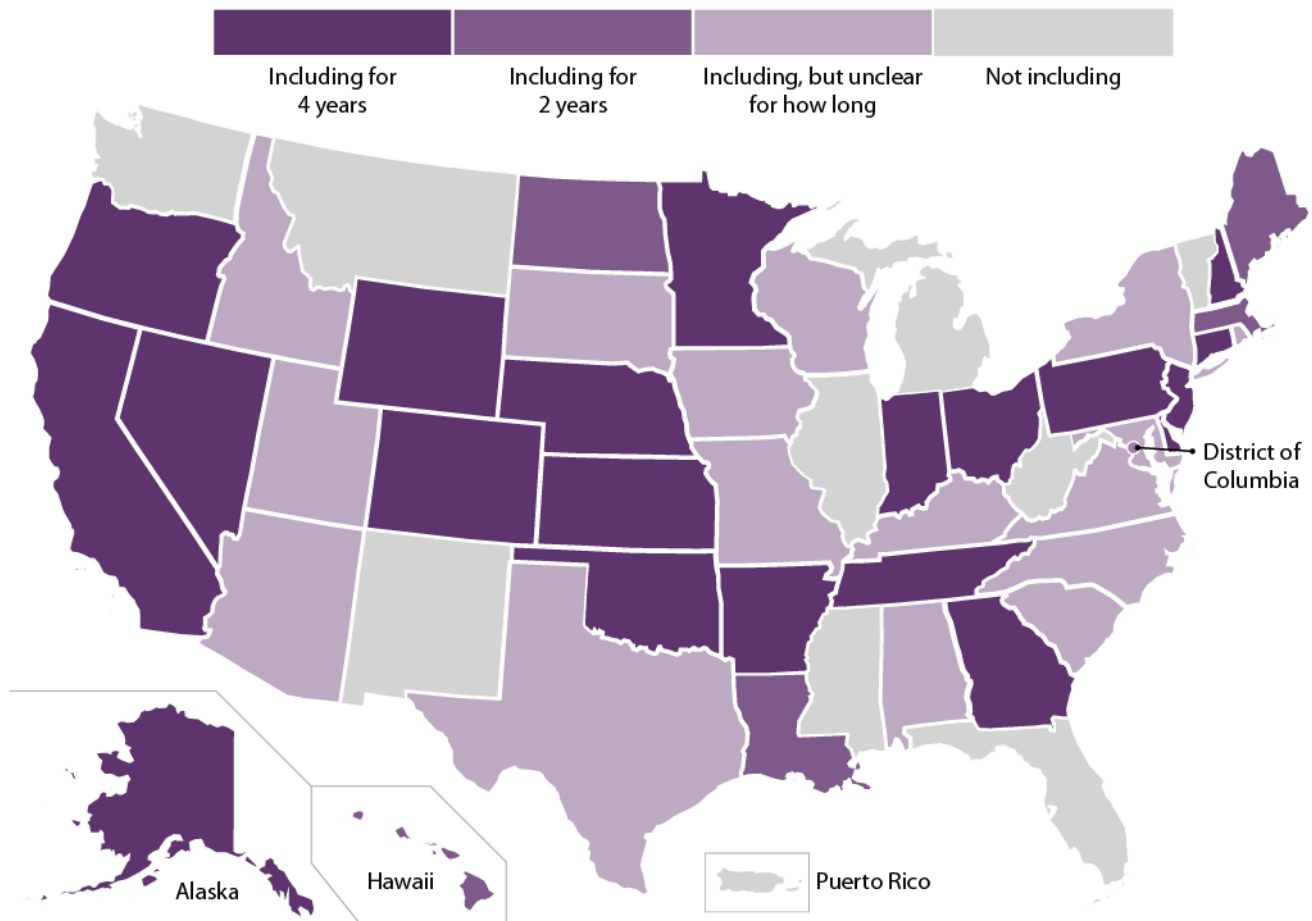 Including for
4 years
Including for
2 years
Including, but unclear
for how long
Not including
District of
Columbia
Alaska
Hawaii
Puerto Rico